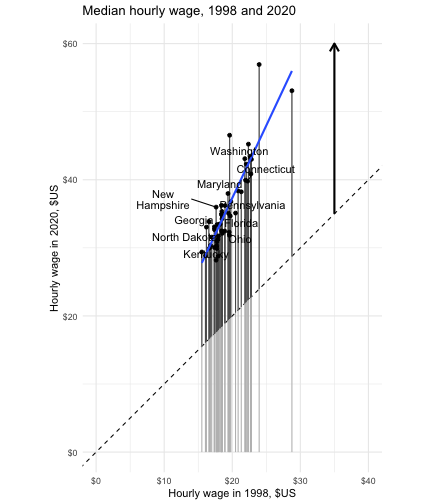 Median hourly wage, 1998 and 2020
Hourly wage in 2020, $US
$60
$40
$20
$0
Washington
Connecticut
Maryland
New
Hampshire
Pennsylvania
Georgia
Florida
North Dakota
Ohio
Kentucky
$0
$10
$20
$30
$40
Hourly wage in 1998, $US